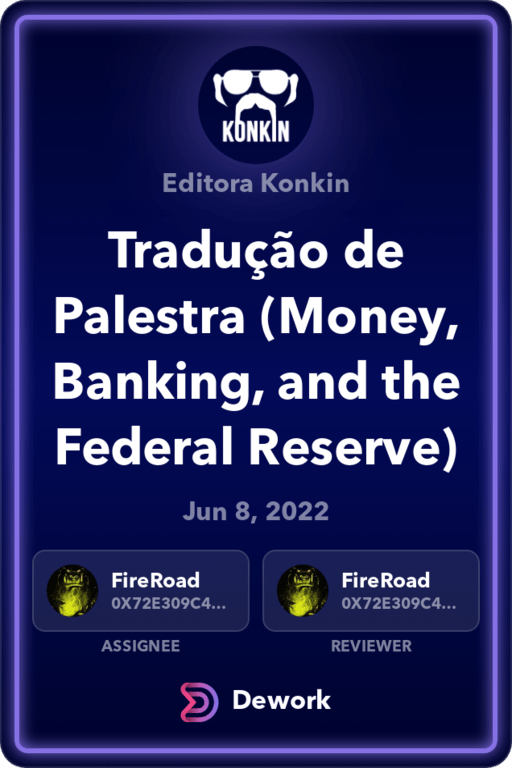 KONKIN
Editora Konkin
Tradução de
Palestra (Money,
Banking, and the
Federal Reserve)
Jun 8, 2022
FireRoad
0X72E309C4...
ASSIGNEE
FireRoad
0X72E309C4...
REVIEWER
Dework